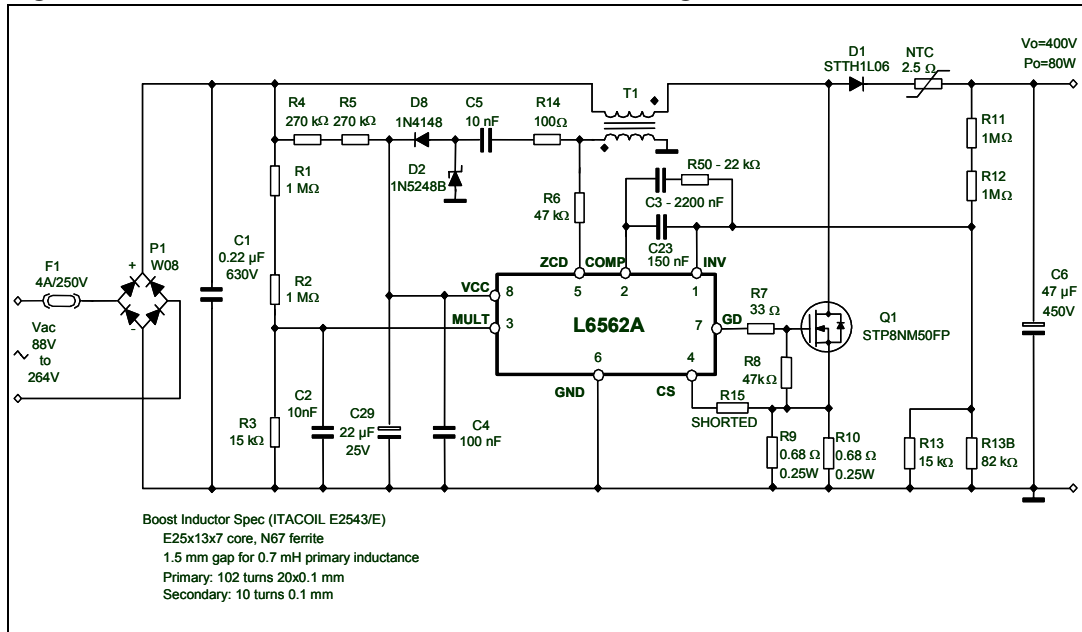 D1
STTH1L06
NTC
2.5 Ω
Vo=400V
Po=80W
R4
270 kΩ
R5
270 kΩ
D8
1N4148
C5
10 nF
R14
100Ω
T1
R11
1MΩ
R1
1 MΩ
D2
1N5248B
R50 - 22 kΩ
R12
1MΩ
R6
47 kΩ
C3 - 2200 nF
C23
150 nF
F1
4A/250V
P1
W08
+
-
C1
0.22 µF
630V
R2
1 MΩ
ZCD
COMP
INV
5
2
1
VCC
8
MULT
3
L6562A
7
GD
R7
33 Ω
Q1
STP8NM50FP
C6
47 µF
450V
Vac
88V
to
264V
6
4
GND
CS
R8
47kΩ
R15
SHORTED
R3
15 kΩ
C2
10nF
C29
22 µF
25V
C4
100 nF
R9
0.68 Ω
0.25W
R10
0.68 Ω
0.25W
R13
15 kΩ
R13B
82 kΩ
Boost Inductor Spec (ITACOIL E2543/E)
E25x13x7 core, N67 ferrite
1.5 mm gap for 0.7 mH primary inductance
Primary: 102 turns 20x0.1 mm
Secondary: 10 turns 0.1 mm